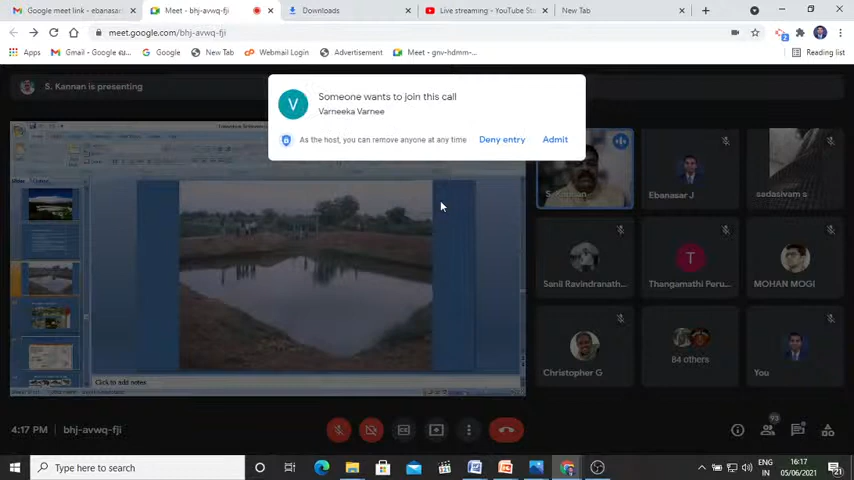 Google meet link - ebanasar
Meet - bhj-avwq-fji
Downloads
Live streaming - YouTube St
New Tab
meet.google.com/bhj-avwq-fji
Apps
Gmail - Google
Google
New Tab
Webmail Login
Advertisement
Meet - gnv-hdmm-
Reading list
S. Kannan is presenting
Someone wants to join this call
V
Varneeka Varnee
As the host, you can remove anyone at any time
Deny entry
Admit
S. Kannan
Ebanasar J
sadasivam s
Sanil Ravindranath...
T
Thangamathi Peru...
MOHAN MOGI
Christopher G
84 others
You
Click to add notes
4:17 PM
bhj-avwq-fji
93
Type here to search
ENG
IN
16:17
05/06/2021
21